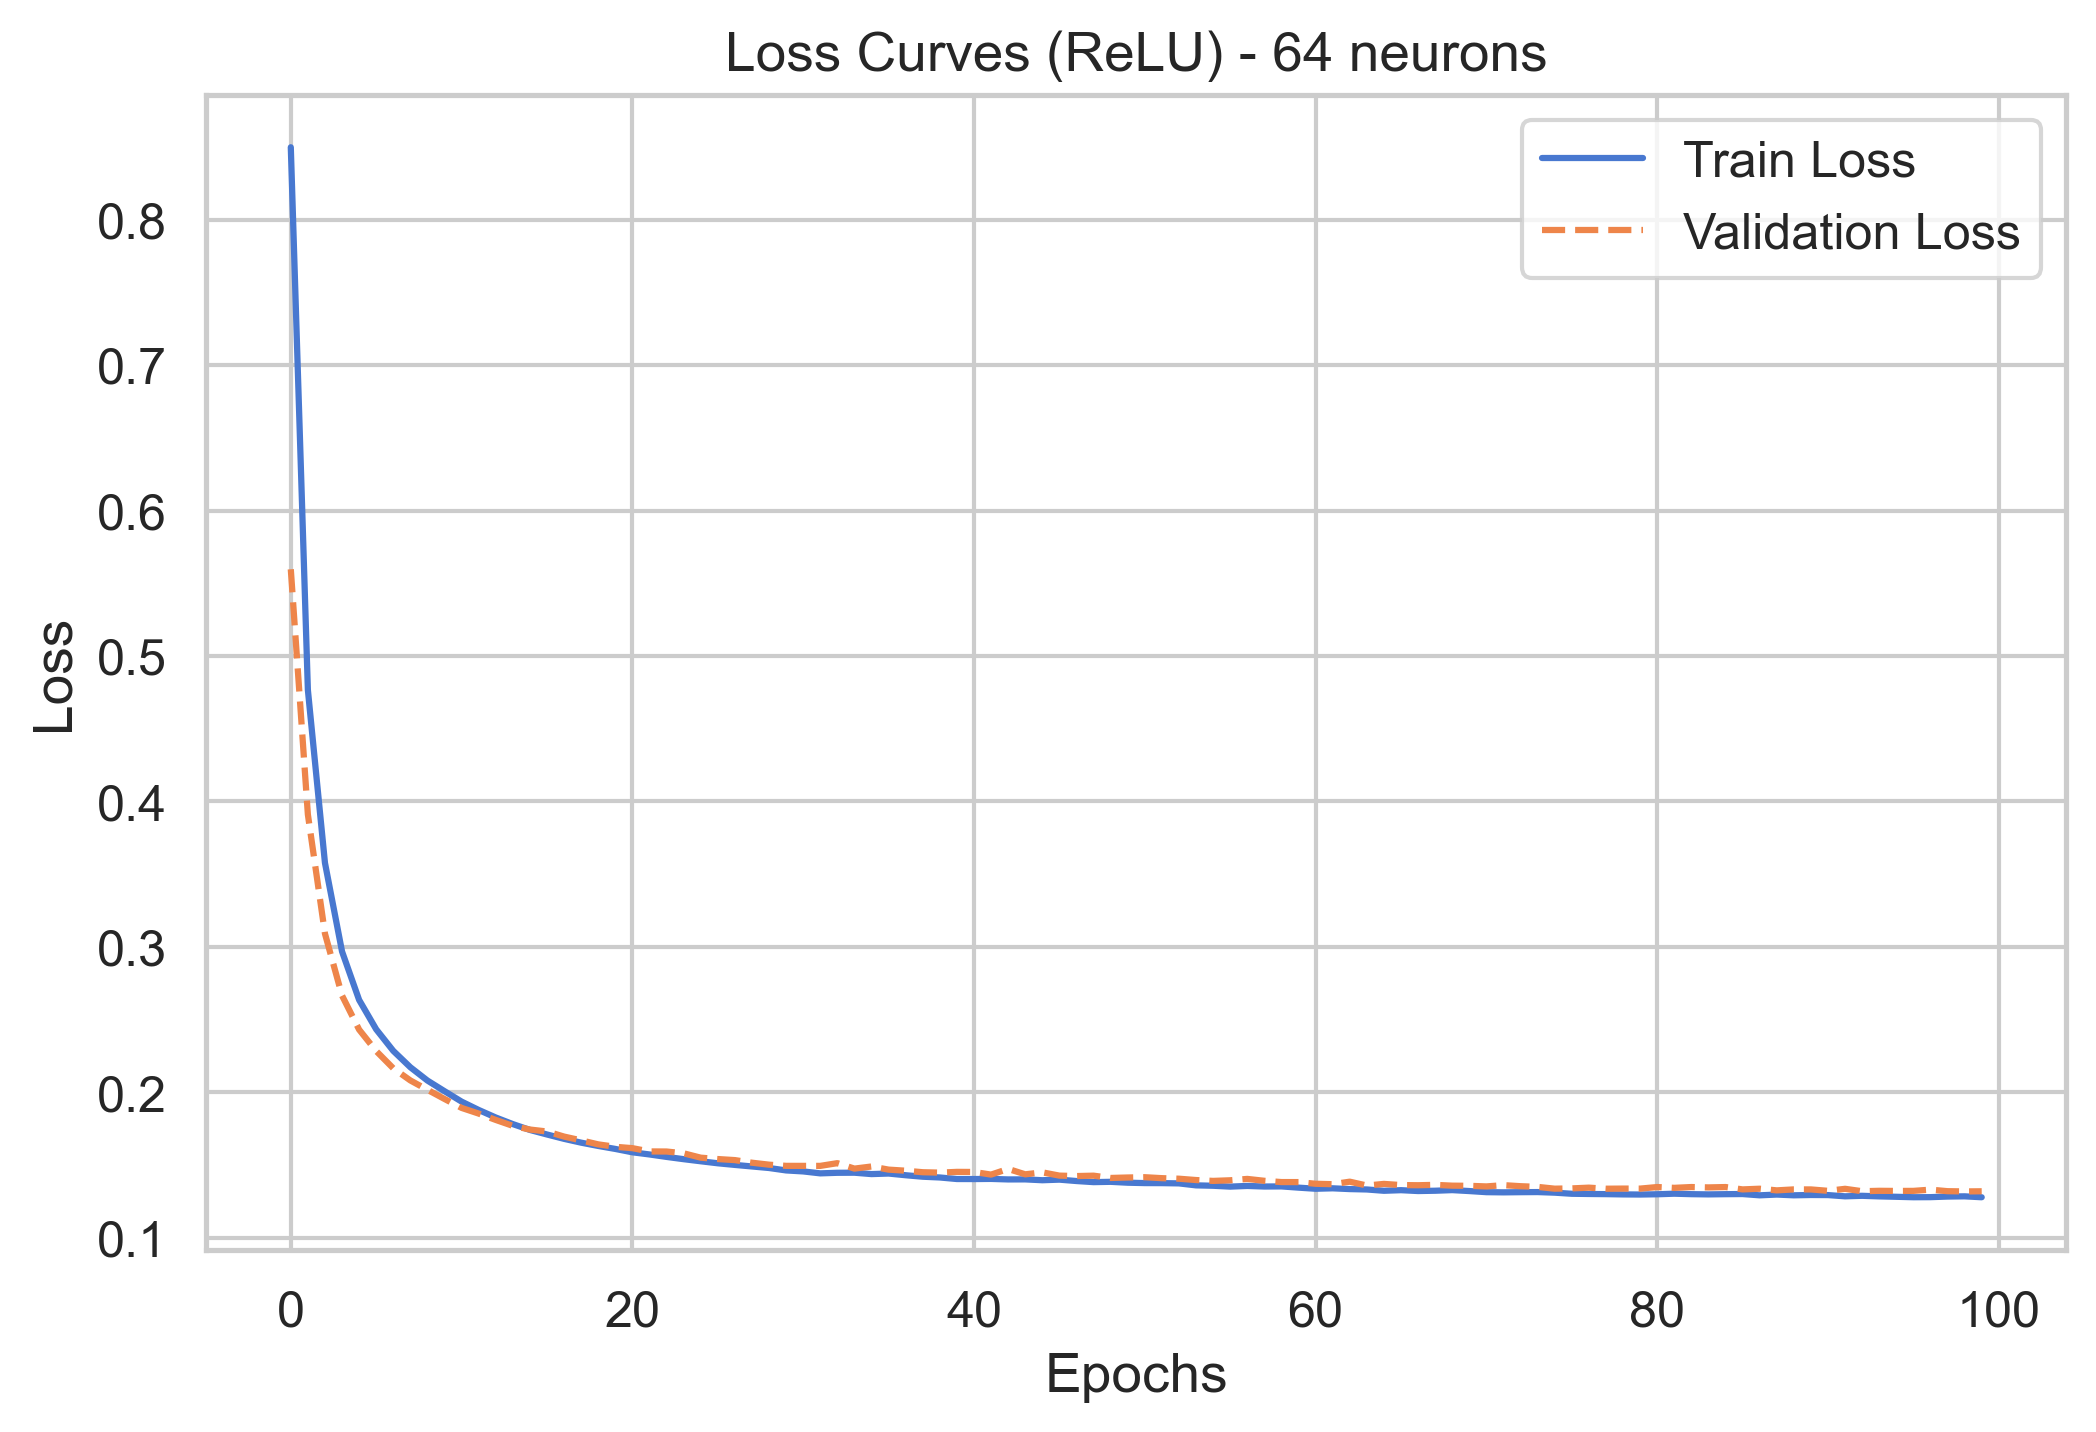 Loss Curves (ReLU) - 64 neurons
Train Loss
Validation Loss
0.8
0.7
0.6
0.5
0.4
0.3
0.2
0.1
Loss
0 20 40 60 80 100
Epochs